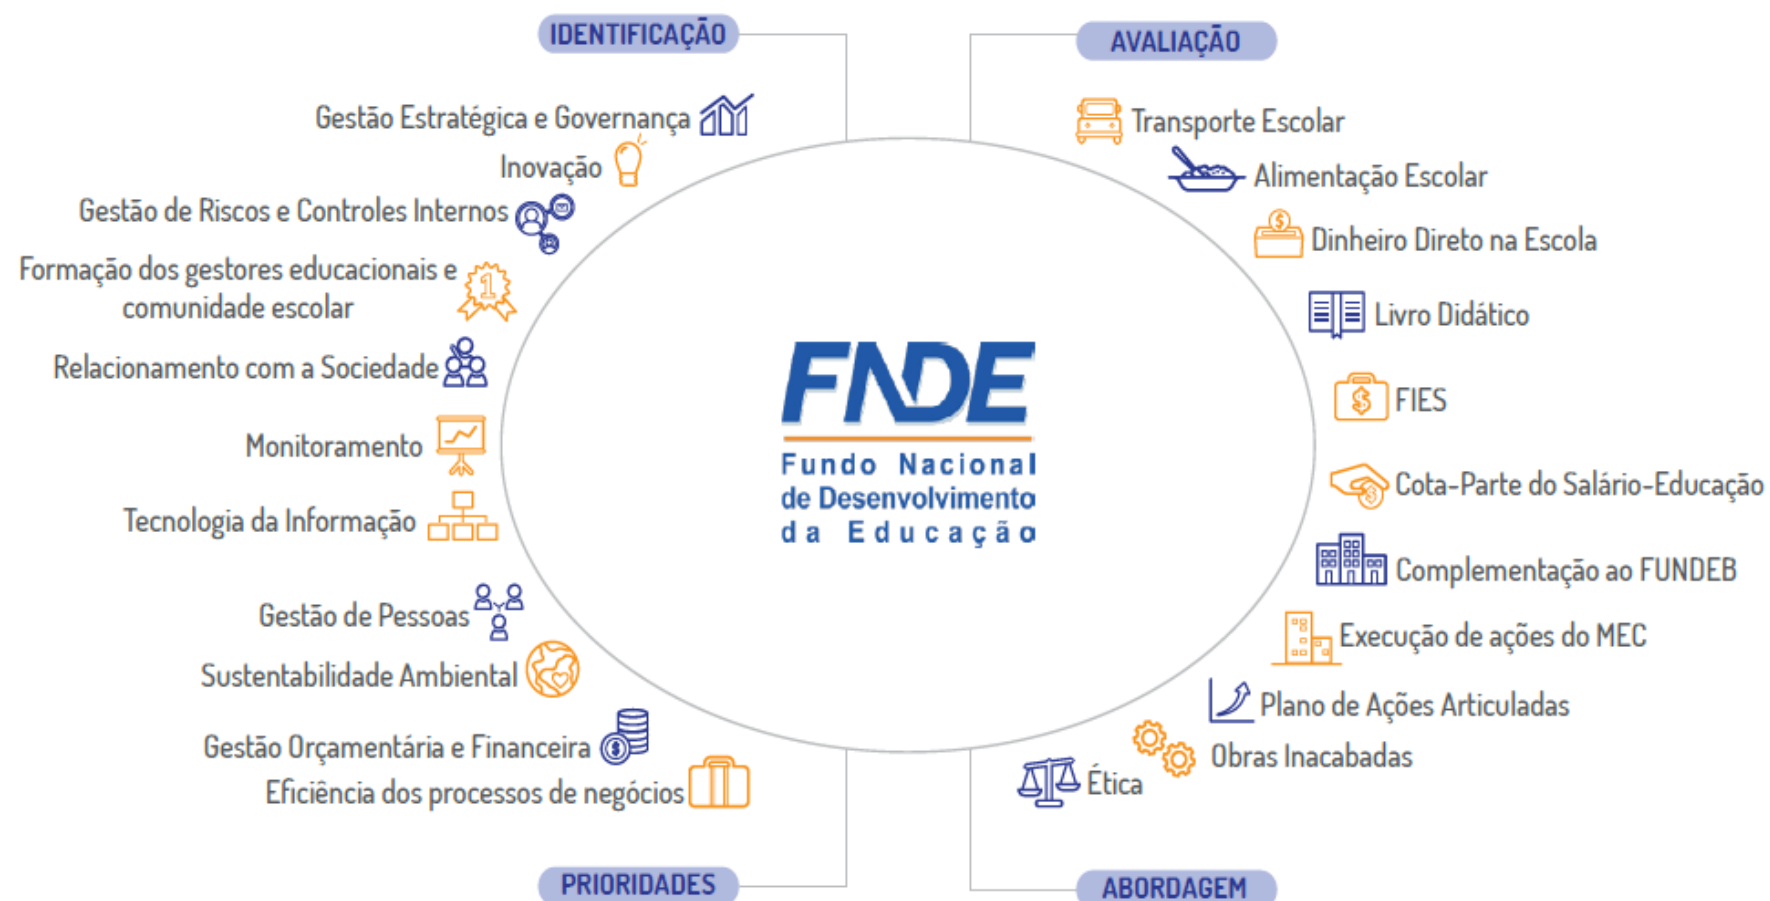 IDENTIFICAÇÃO
AVALIAÇÃO
Gestão Estratégica e Governança
Inovação
Gestão de Riscos e Controles Internos
Formação dos gestores educacionais e
comunidade escolar
Relacionamento com a Sociedade
Monitoramento
Tecnologia da Informação
Gestão de Pessoas
Sustentabilidade Ambiental
Gestão Orçamentária e Financeira
Eficiência dos processos de negócios
FNDE
Fundo Nacional
de Desenvolvimento
da Educação
Transporte Escolar
Alimentação Escolar
Dinheiro Direto na Escola
Livro Didático
FIES
Cota-Parte do Salário-Educação
Complementação ao FUNDEB
Execução de ações do MEC
Plano de Ações Articuladas
Obras Inacabadas
Ética
PRIORIDADES
ABORDAGEM